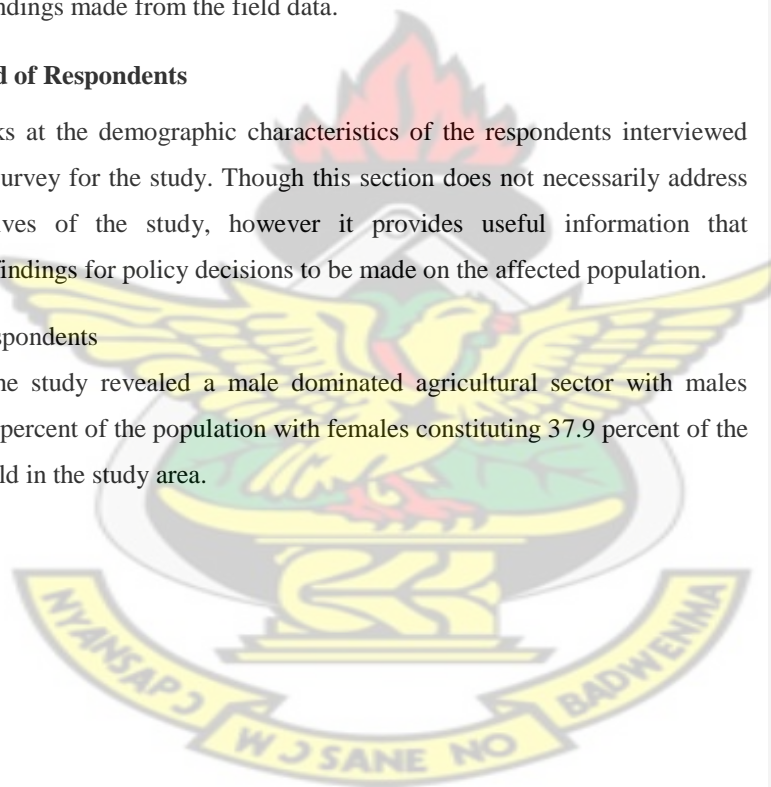 ndings made from the field data.
d of Respondents
ks at the demographic characteristics of the respondents interviewed
urvey for the study. Though this section does not necessarily address
ves of the study, however it provides useful information that
findings for policy decisions to be made on the affected population.
spondents
ne study revealed a male dominated agricultural sector with males
percent of the population with females constituting 37.9 percent of the
ld in the study area.
NYANSAPƆ WƆSANE NO BADWENMA